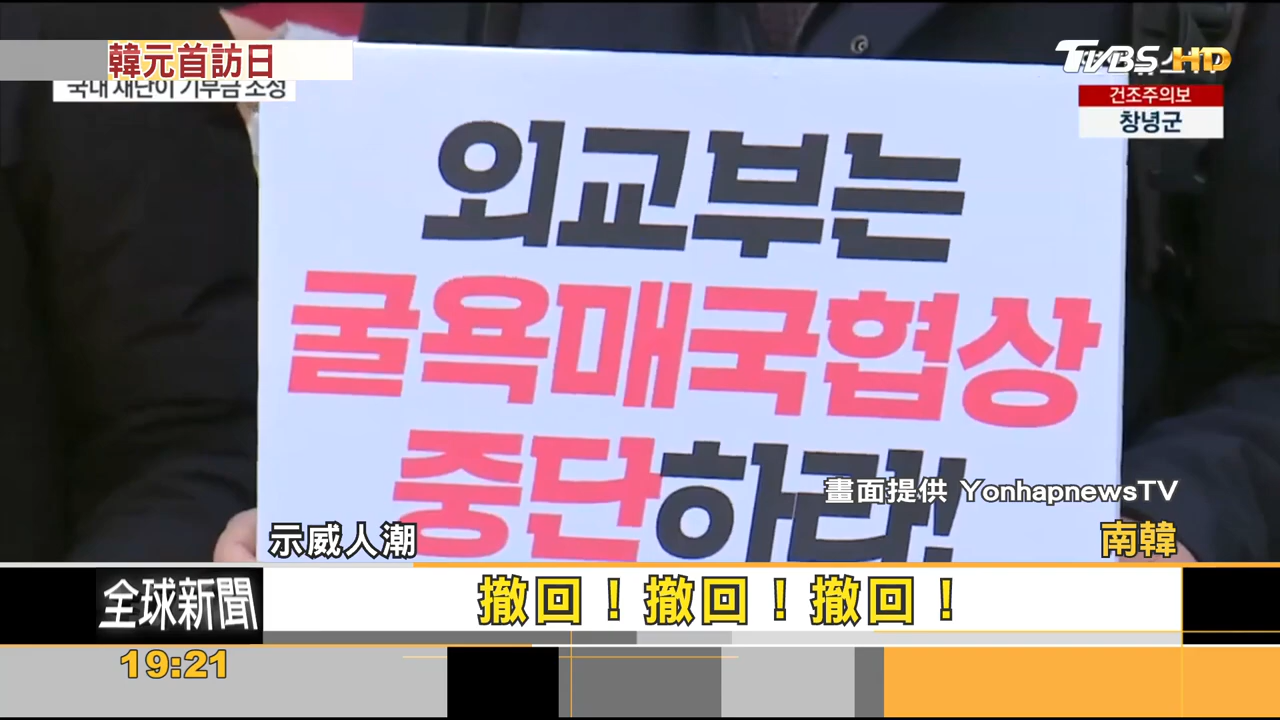 韓元首訪日
TVBS HD
국내 재단이 기부금 조성
건조주의보
창녕군
외교부는
굴욕매국협상
중단하라!
畫面提供 YonhapnewsTV
示威人潮
南韓
全球新聞
撤回！撤回！撤回！
19:21